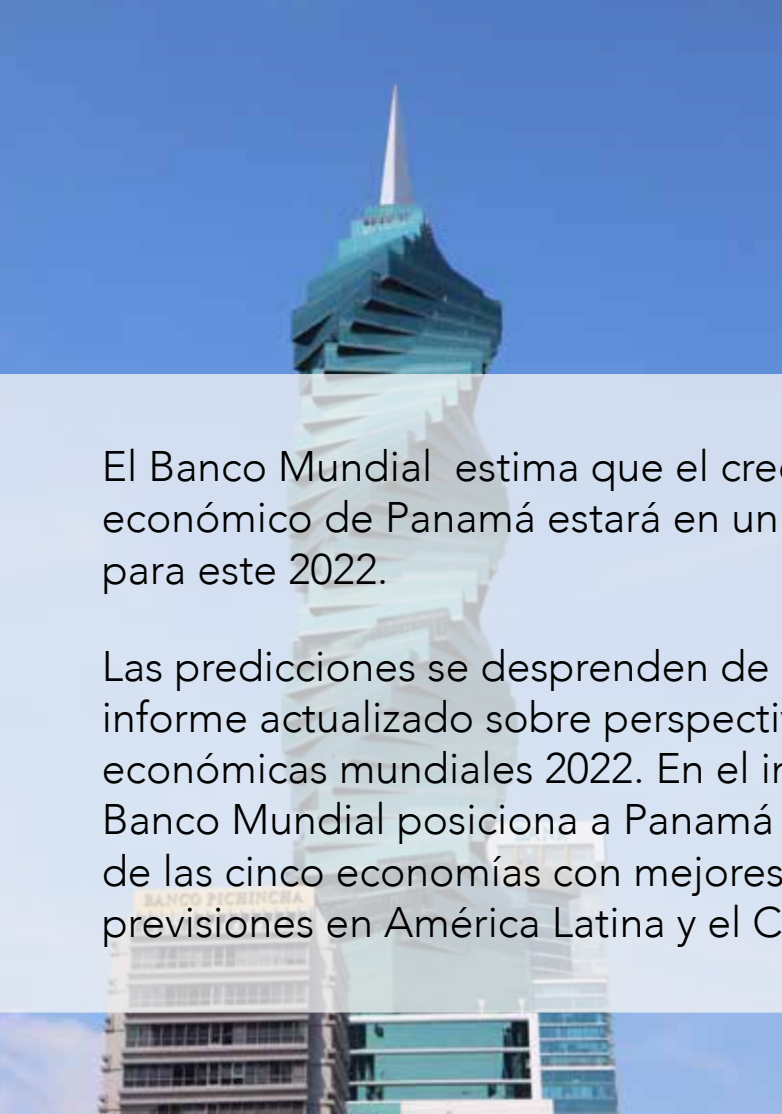 El Banco Mundial  estima que el cre
económico de Panamá estará en un
para este 2022.
Las predicciones se desprenden de
informe actualizado sobre perspecti
económicas mundiales 2022. En el i
Banco Mundial posiciona a Panamá
de las cinco economías con mejores
previsiones en América Latina y el C
BANCO PICHINCHA